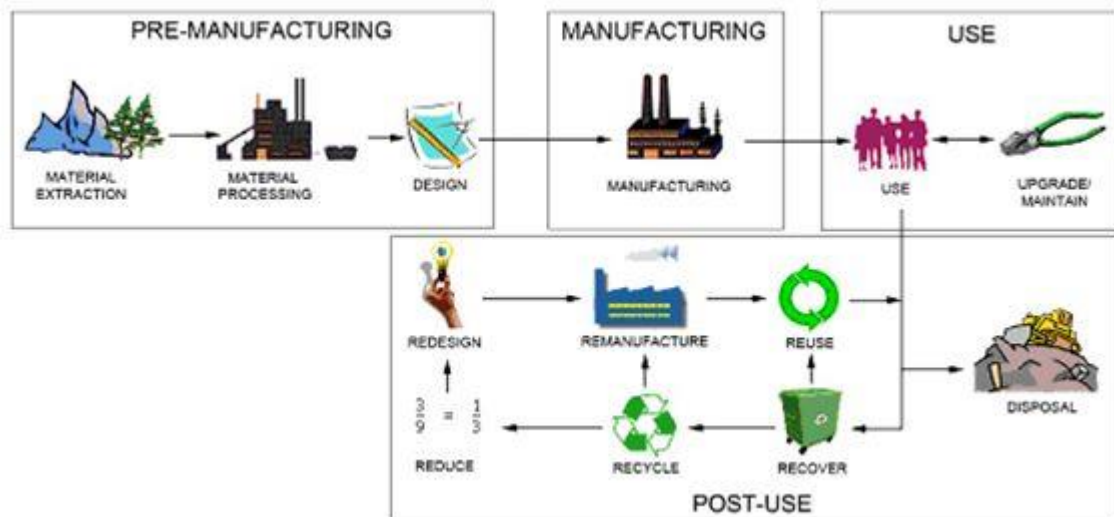 PRE-MANUFACTURING
MANUFACTURING
USE
MATERIAL
EXTRACTION
MATERIAL
PROCESSING
DESIGN
MANUFACTURING
USE
UPGRADE/
MAINTAIN
REDESIGN
REMANUFACTURE
REUSE
DISPOSAL
3 = 1
9 3
REDUCE
RECYCLE
RECOVER
POST-USE